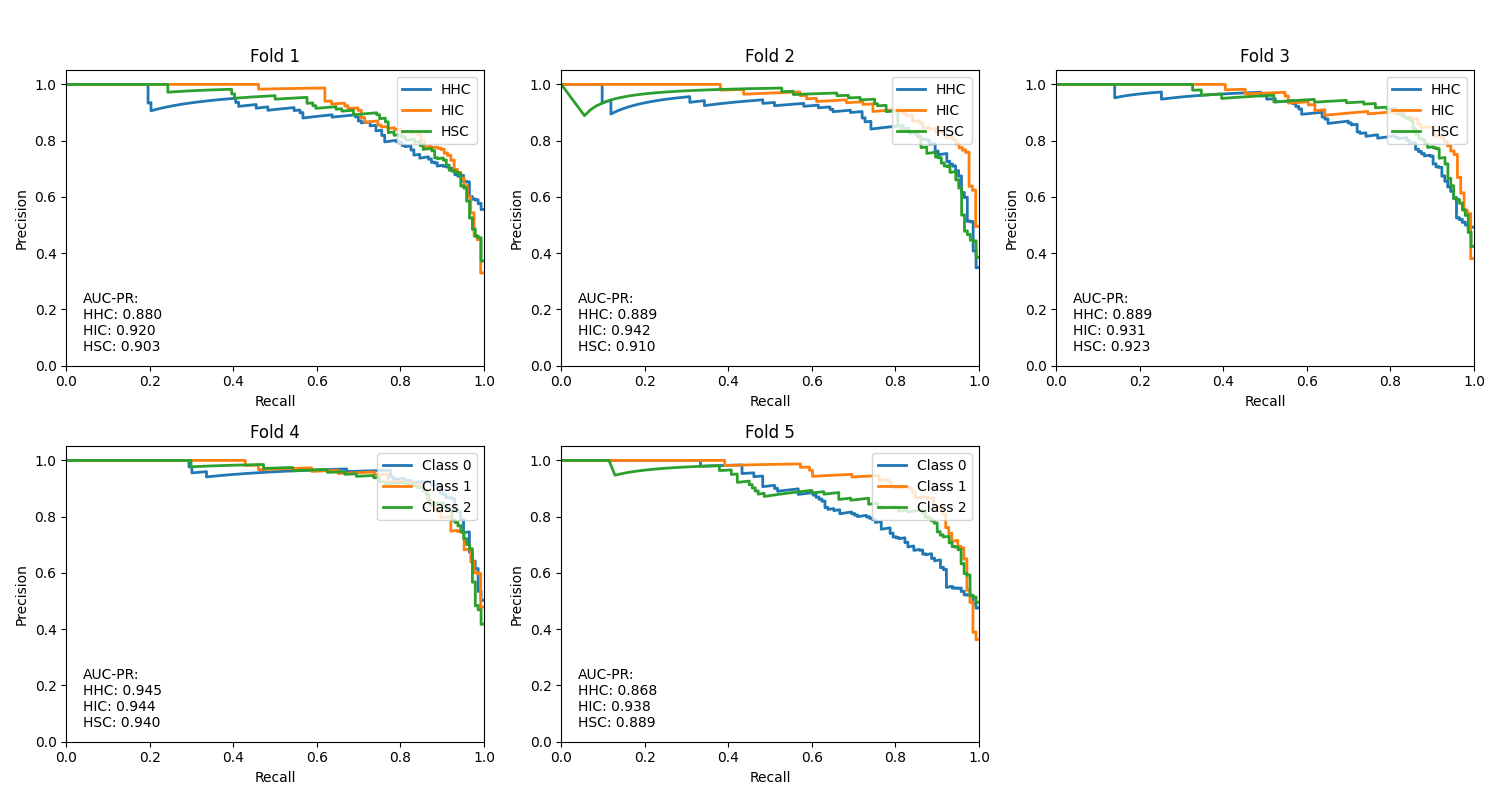 Fold 1
1.0
0.8
0.6
0.4
0.2
0.0
Precision
HHC
HIC
HSC
AUC-PR:
HHC: 0.880
HIC: 0.920
HSC: 0.903
0.0 0.2 0.4 0.6 0.8 1.0
Recall
Fold 2
1.0
0.8
0.6
0.4
0.2
0.0
Precision
HHC
HIC
HSC
AUC-PR:
HHC: 0.889
HIC: 0.942
HSC: 0.910
0.0 0.2 0.4 0.6 0.8 1.0
Recall
Fold 3
1.0
0.8
0.6
0.4
0.2
0.0
Precision
HHC
HIC
HSC
AUC-PR:
HHC: 0.889
HIC: 0.931
HSC: 0.923
0.0 0.2 0.4 0.6 0.8 1.0
Recall
Fold 4
1.0
0.8
0.6
0.4
0.2
0.0
Precision
Class 0
Class 1
Class 2
AUC-PR:
HHC: 0.945
HIC: 0.944
HSC: 0.940
0.0 0.2 0.4 0.6 0.8 1.0
Recall
Fold 5
1.0
0.8
0.6
0.4
0.2
0.0
Precision
Class 0
Class 1
Class 2
AUC-PR:
HHC: 0.868
HIC: 0.938
HSC: 0.889
0.0 0.2 0.4 0.6 0.8 1.0
Recall